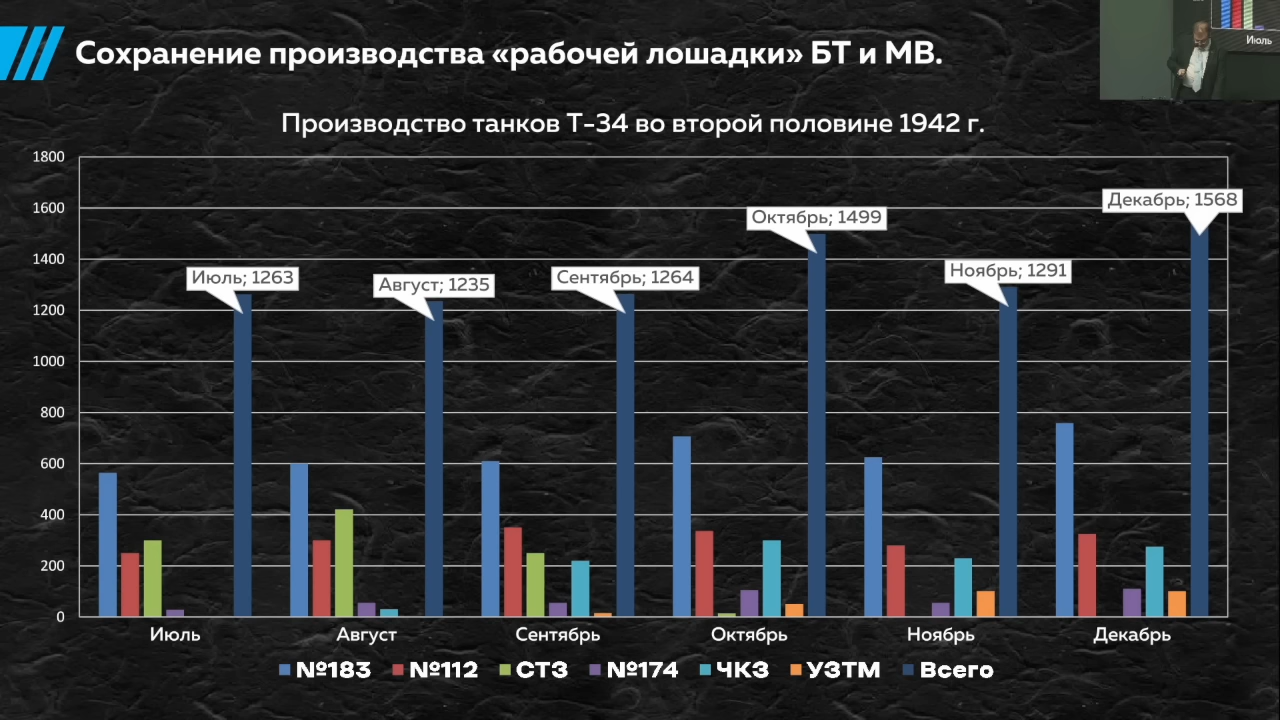 Сохранение производства «рабочей лошадки» БТ и МВ.
Июль
Производство танков Т-34 во второй половине 1942 г.
1800
1600
1400
1200
1000
800
600
400
200
0
Июль; 1263
Август; 1235
Сентябрь; 1264
Октябрь; 1499
Ноябрь; 1291
Декабрь; 1568
Июль Август Сентябрь Октябрь Ноябрь Декабрь
№183 №112 СТЗ №174 ЧКЗ УЗТМ Всего